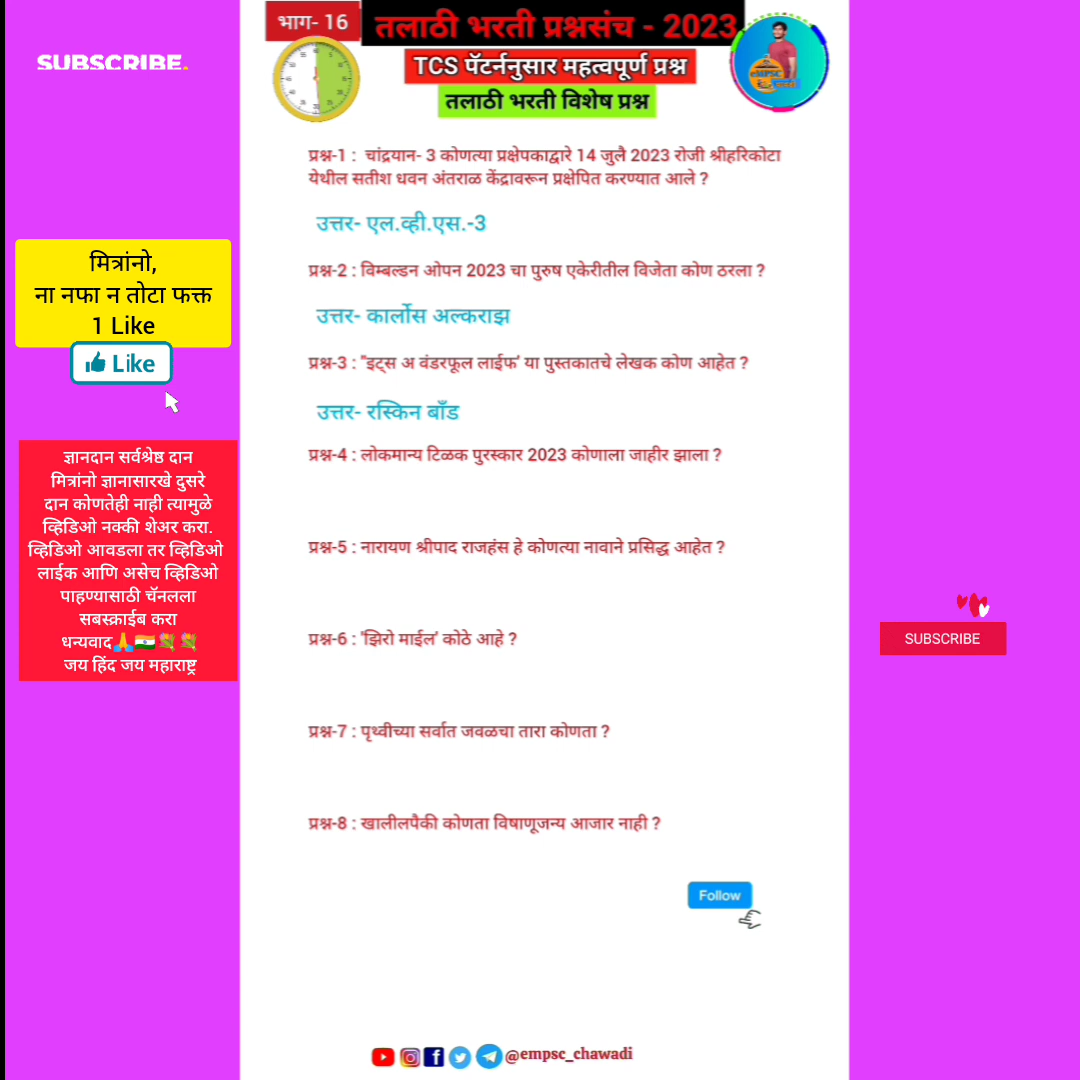 भाग- 16
तलाठी भरती प्रश्नसंच - 2023
TCS पॅटर्ननुसार महत्वपूर्ण प्रश्न
तलाठी भरती विशेष प्रश्न
eMPSC
SUBSCRIBE.
प्रश्न-1 : चांद्रयान- 3 कोणत्या प्रक्षेपकाद्वारे 14 जुलै 2023 रोजी श्रीहरिकोटा
येथील सतीश धवन अंतराळ केंद्रावरून प्रक्षेपित करण्यात आले ?
उत्तर- एल.व्ही.एस.-3
प्रश्न-2 : विम्बल्डन ओपन 2023 चा पुरुष एकेरीतील विजेता कोण ठरला ?
उत्तर- कार्लोस अल्कराझ
प्रश्न-3 : "इट्स अ वंडरफूल लाईफ' या पुस्तकातचे लेखक कोण आहेत ?
उत्तर- रस्किन बाँड
प्रश्न-4 : लोकमान्य टिळक पुरस्कार 2023 कोणाला जाहीर झाला ?
प्रश्न-5 : नारायण श्रीपाद राजहंस हे कोणत्या नावाने प्रसिद्ध आहेत ?
प्रश्न-6 : 'झिरो माईल' कोठे आहे ?
प्रश्न-7 : पृथ्वीच्या सर्वात जवळचा तारा कोणता ?
प्रश्न-8 : खालीलपैकी कोणता विषाणूजन्य आजार नाही ?
मित्रांनो,
ना नफा न तोटा फक्त
1 Like
Like
ज्ञानदान सर्वश्रेष्ठ दान
मित्रांनो ज्ञानासारखे दुसरे
दान कोणतेही नाही त्यामुळे
व्हिडिओ नक्की शेअर करा.
व्हिडिओ आवडला तर व्हिडिओ
लाईक आणि असेच व्हिडिओ
पाहण्यासाठी चॅनलला
सबस्क्राईब करा
धन्यवाद🙏🇮🇳💐💐
जय हिंद जय महाराष्ट्र
SUBSCRIBE
Follow
@empsc_chawadi